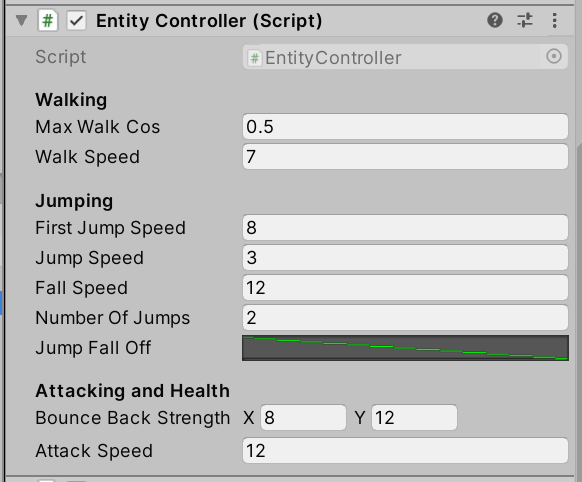 # Entity Controller (Script)
Script # EntityController
Walking
Max Walk Cos 0.5
Walk Speed 7
Jumping
First Jump Speed 8
Jump Speed 3
Fall Speed 12
Number Of Jumps 2
Jump Fall Off
Attacking and Health
Bounce Back Strength X 8 Y 12
Attack Speed 12